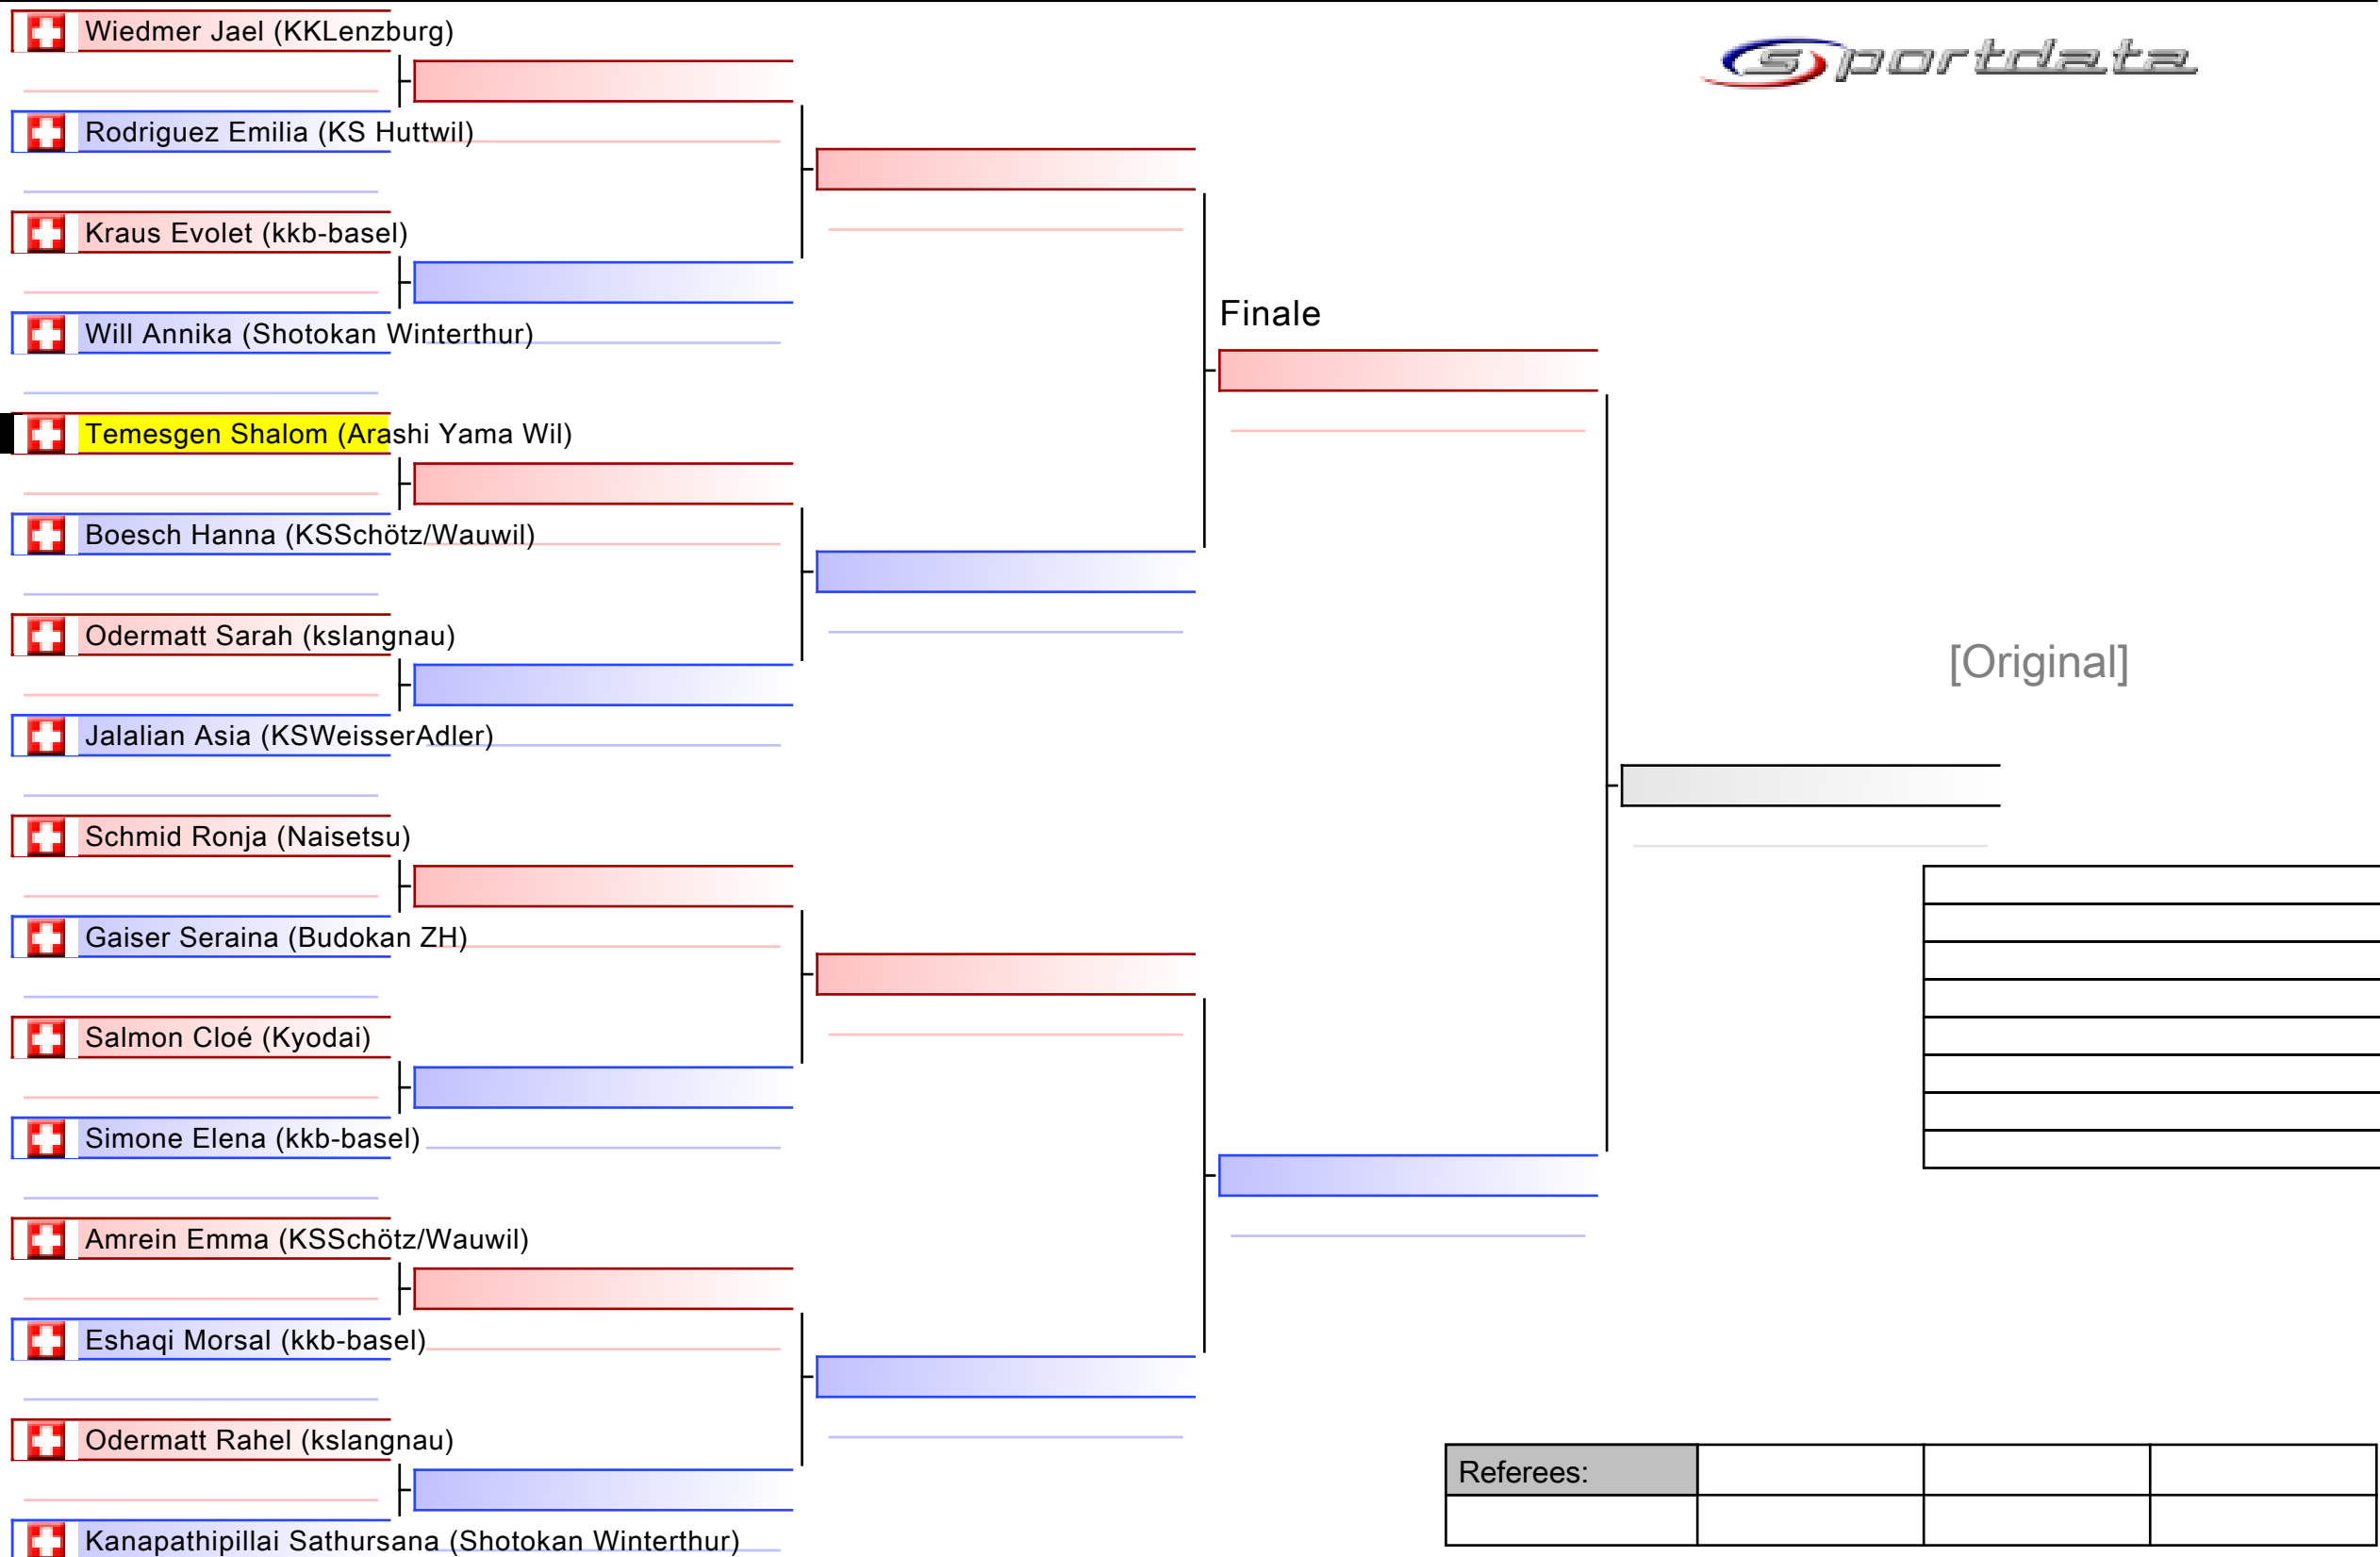 Wiedmer Jael (KKLenzburg)
sportdata
Rodriguez Emilia (KS Huttwil)
Kraus Evolet (kkb-basel)
Finale
Will Annika (Shotokan Winterthur)
Temesgen Shalom (Arashi Yama Wil)
Boesch Hanna (KSSchötz/Wauwil)
Odermatt Sarah (kslangnau)
[Original]
Jalalian Asia (KSWeisserAdler)
Schmid Ronja (Naisetsu)
Gaiser Seraina (Budokan ZH)
Salmon Cloé (Kyodai)
Simone Elena (kkb-basel)
Amrein Emma (KSSchötz/Wauwil)
Eshaqi Morsal (kkb-basel)
Odermatt Rahel (kslangnau)
Referees:
Kanapathipillai Sathursana (Shotokan Winterthur)